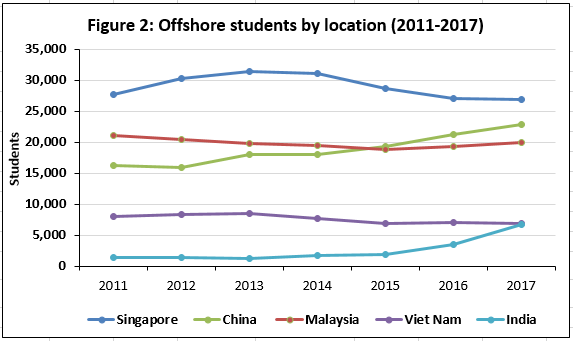 Figure 2: Offshore students by location (2011-2017)
35,000
30,000
25,000
20,000
15,000
10,000
5,000
0
Students
2011 2012 2013 2014 2015 2016 2017
Singapore China Malaysia Viet Nam India